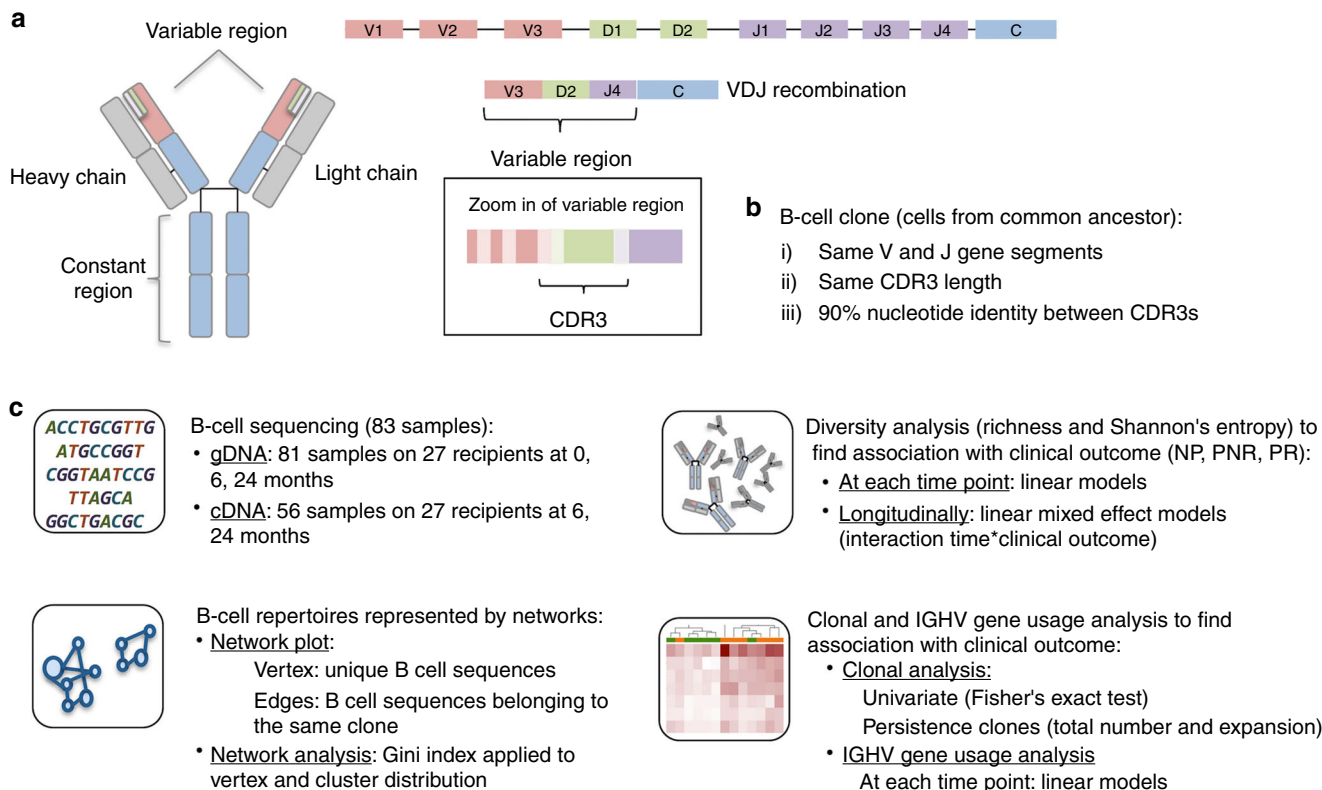 a
Variable region
V1 V2 V3 D1 D2 J1 J2 J3 J4 C
V3 D2 J4 C VDJ recombination
Variable region
Heavy chain
Light chain
Constant
region
Zoom in of variable region
CDR3
b B-cell clone (cells from common ancestor):
i) Same V and J gene segments
ii) Same CDR3 length
iii) 90% nucleotide identity between CDR3s
c
ACCTGCGTTG
ATGCCGGT
CGGTAATCCG
TTAGCA
GGCTGACGC
B-cell sequencing (83 samples):
• gDNA: 81 samples on 27 recipients at 0,
6, 24 months
• cDNA: 56 samples on 27 recipients at 6,
24 months
Diversity analysis (richness and Shannon's entropy) to
find association with clinical outcome (NP, PNR, PR):
• At each time point: linear models
• Longitudinally: linear mixed effect models
(interaction time*clinical outcome)
B-cell repertoires represented by networks:
• Network plot:
Vertex: unique B cell sequences
Edges: B cell sequences belonging to
the same clone
• Network analysis: Gini index applied to
vertex and cluster distribution
Clonal and IGHV gene usage analysis to find
association with clinical outcome:
• Clonal analysis:
Univariate (Fisher's exact test)
Persistence clones (total number and expansion)
• IGHV gene usage analysis
At each time point: linear models